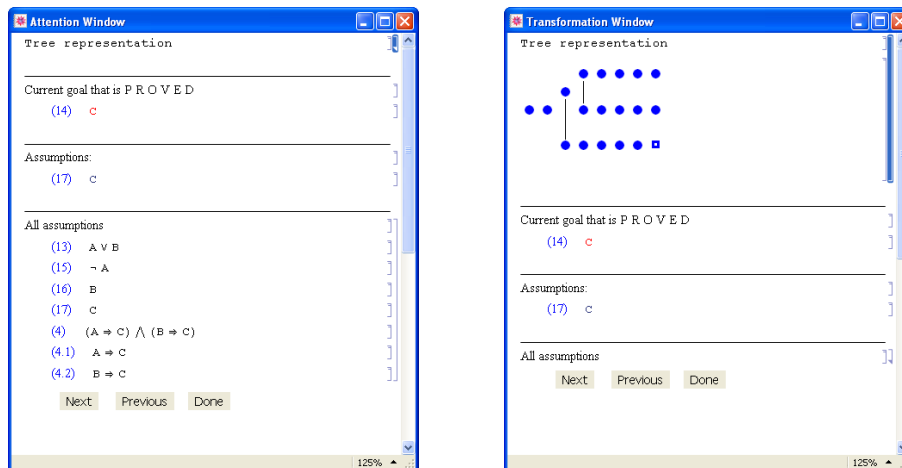 Attention Window
Tree representation
Current goal that is P R O V E D
(14) C
Assumptions:
(17) C
All assumptions
(13) A ∨ B
(15) ¬ A
(16) B
(17) C
(4) (A ⇒ C) ⋀ (B ⇒ C)
(4.1) A ⇒ C
(4.2) B ⇒ C
Next Previous Done
125%
Transformation Window
Tree representation
Current goal that is P R O V E D
(14) C
Assumptions:
(17) C
All assumptions
Next Previous Done
125%